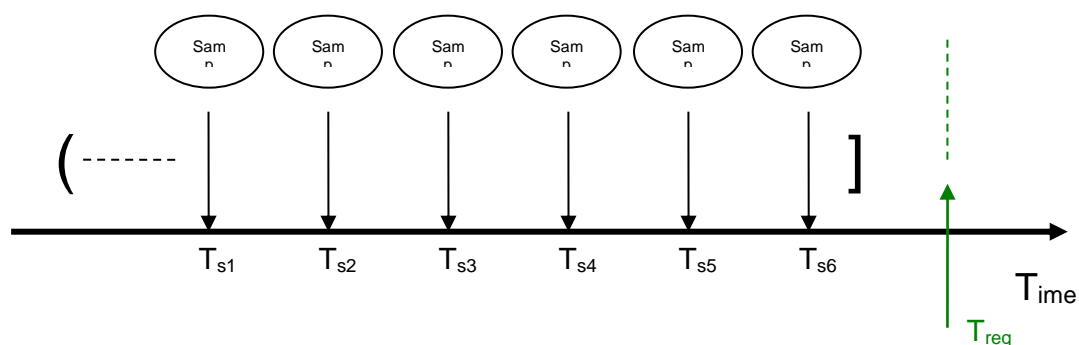 Sam Sam Sam Sam Sam Sam
( ]
Ts1 Ts2 Ts3 Ts4 Ts5 Ts6
Time
Treq